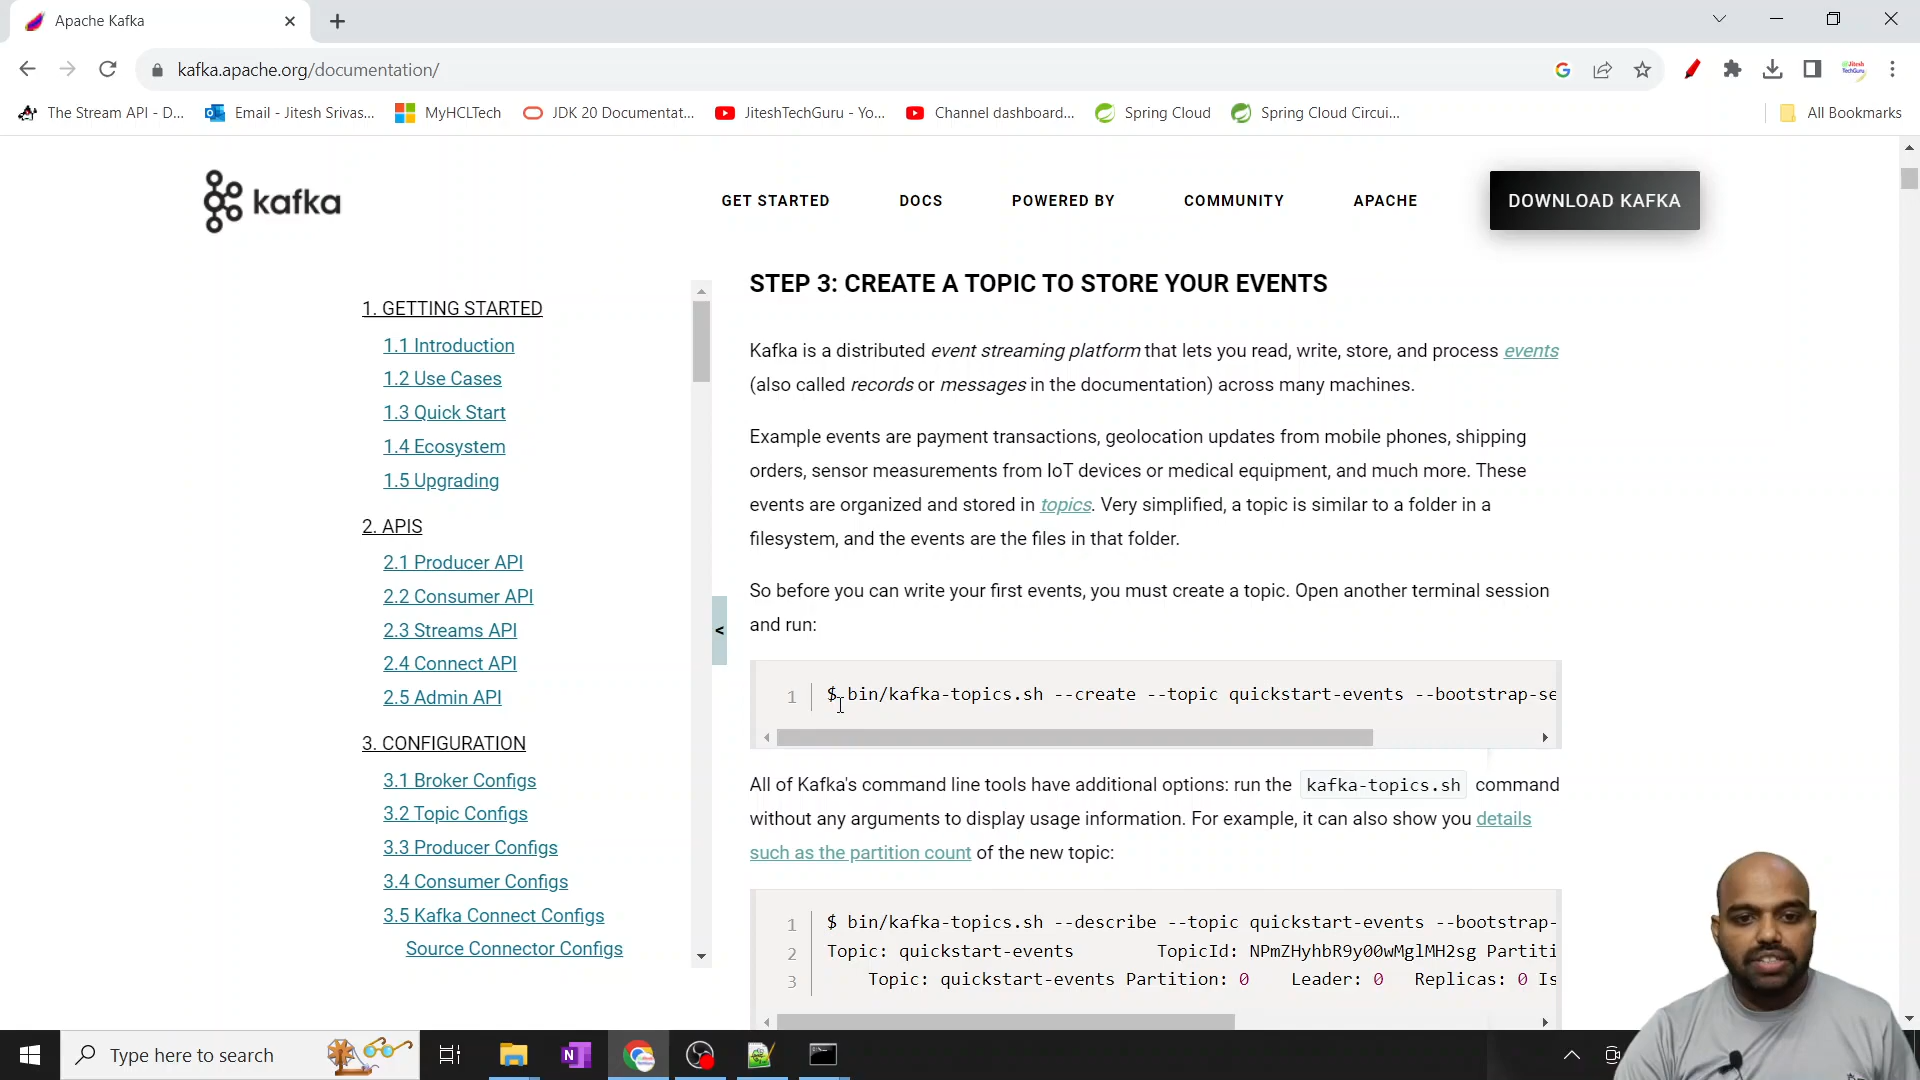 Apache Kafka
kafka.apache.org/documentation/
The Stream API - D...
Email - Jitesh Srivas...
MyHCLTech
JDK 20 Documentat...
JiteshTechGuru - Yo...
Channel dashboard...
Spring Cloud
Spring Cloud Circui...
All Bookmarks
kafka
GET STARTED
DOCS
POWERED BY
COMMUNITY
APACHE
DOWNLOAD KAFKA
1. GETTING STARTED
1.1 Introduction
1.2 Use Cases
1.3 Quick Start
1.4 Ecosystem
1.5 Upgrading
2. APIS
2.1 Producer API
2.2 Consumer API
2.3 Streams API
2.4 Connect API
2.5 Admin API
3. CONFIGURATION
3.1 Broker Configs
3.2 Topic Configs
3.3 Producer Configs
3.4 Consumer Configs
3.5 Kafka Connect Configs
Source Connector Configs
<
STEP 3: CREATE A TOPIC TO STORE YOUR EVENTS
Kafka is a distributed event streaming platform that lets you read, write, store, and process events
(also called records or messages in the documentation) across many machines.
Example events are payment transactions, geolocation updates from mobile phones, shipping
orders, sensor measurements from IoT devices or medical equipment, and much more. These
events are organized and stored in topics. Very simplified, a topic is similar to a folder in a
filesystem, and the events are the files in that folder.
So before you can write your first events, you must create a topic. Open another terminal session
and run:
1 $ bin/kafka-topics.sh --create --topic quickstart-events --bootstrap-se
All of Kafka's command line tools have additional options: run the kafka-topics.sh command
without any arguments to display usage information. For example, it can also show you details
such as the partition count of the new topic:
1 $ bin/kafka-topics.sh --describe --topic quickstart-events --bootstrap-
2 Topic: quickstart-events TopicId: NPmZHyhbR9y00wMglMH2sg Partiti
3 Topic: quickstart-events Partition: 0 Leader: 0 Replicas: 0 Is
Type here to search